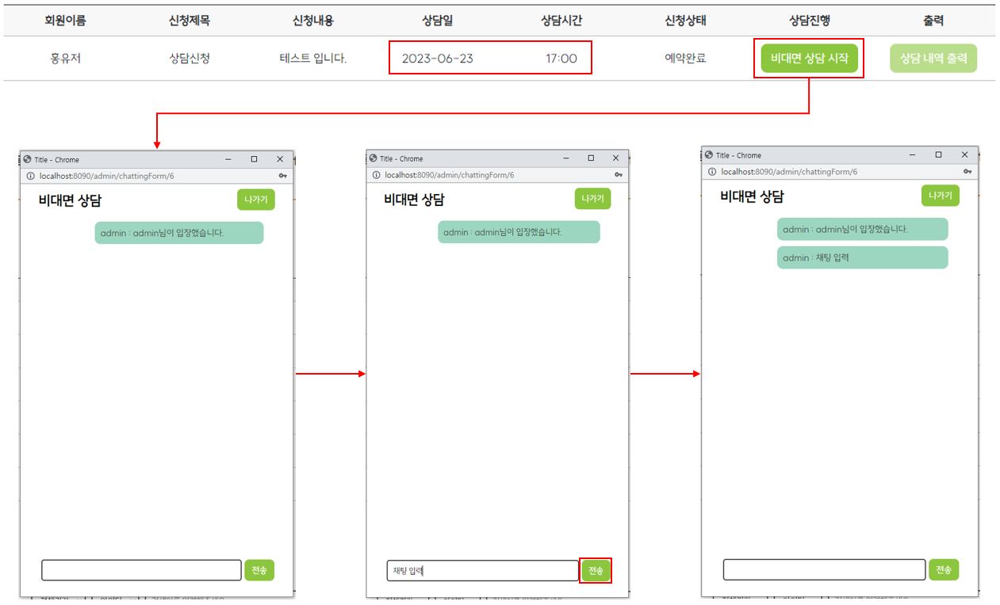 회원이름 신청제목 신청내용 상담일 상담시간 신청상태 상담진행 출력
홍유저 상담신청 테스트 입니다. 2023-06-23 17:00 예약완료 비대면 상담 시작 상담 내역 출력
Title - Chrome
localhost:8090/admin/chattingForm/6
비대면 상담 나가기
admin : admin님이 입장했습니다.
전송
Title - Chrome
localhost:8090/admin/chattingForm/6
비대면 상담 나가기
admin : admin님이 입장했습니다.
채팅 입력 전송
Title - Chrome
localhost:8090/admin/chattingForm/6
비대면 상담 나가기
admin : admin님이 입장했습니다.
admin : 채팅 입력
전송